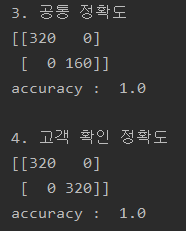 3. 공통 정확도
[[320   0]
 [  0 160]]
accuracy :  1.0
4. 고객 확인 정확도
[[320   0]
 [  0 320]]
accuracy :  1.0